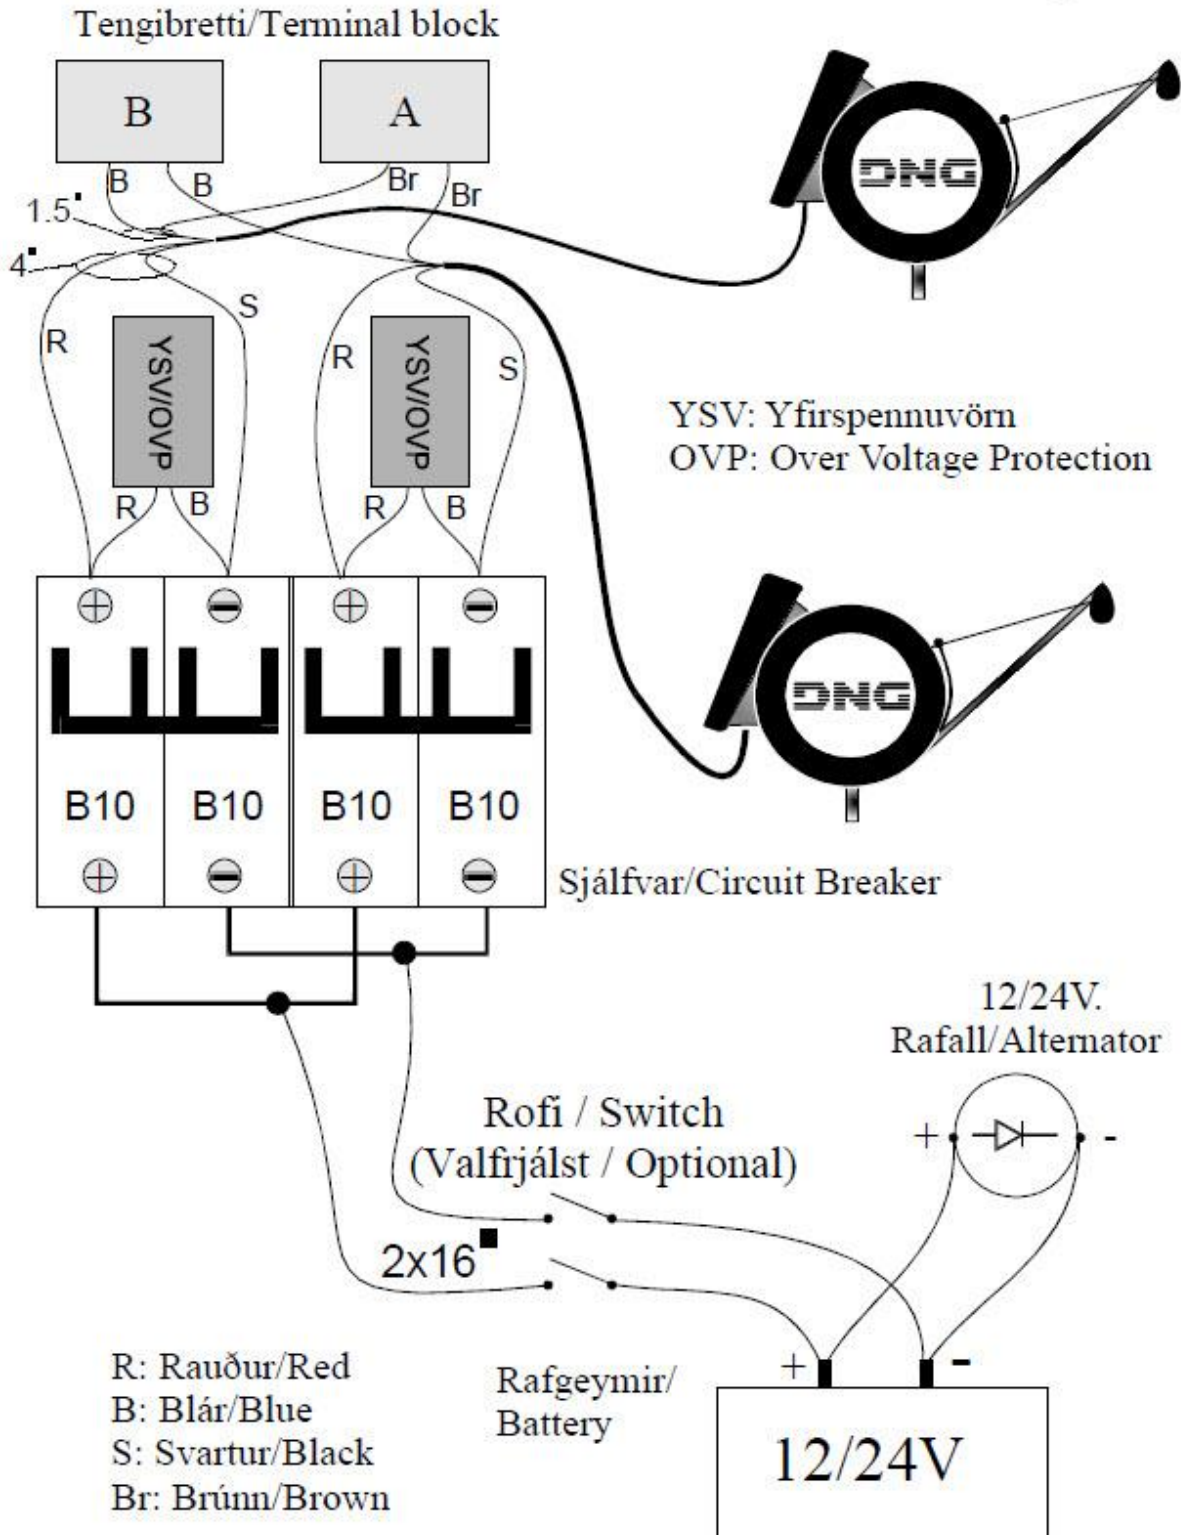 Tengibretti/Terminal block
B
A
B
B
Br
Br
1.5▪
4▪
DNG
R
S
R
S
YSV/OVP
YSV/OVP
YSV: Yfirspennuvörn
OVP: Over Voltage Protection
R
B
R
B
+
-
+
-
DNG
B10
B10
B10
B10
+
-
+
-
Sjálfvar/Circuit Breaker
12/24V.
Rafall/Alternator
+
-
Rofi / Switch
(Valfrjálst / Optional)
2x16▪
R: Rauður/Red
B: Blár/Blue
S: Svartur/Black
Br: Brúnn/Brown
Rafgeymir/
Battery
+
-
12/24V